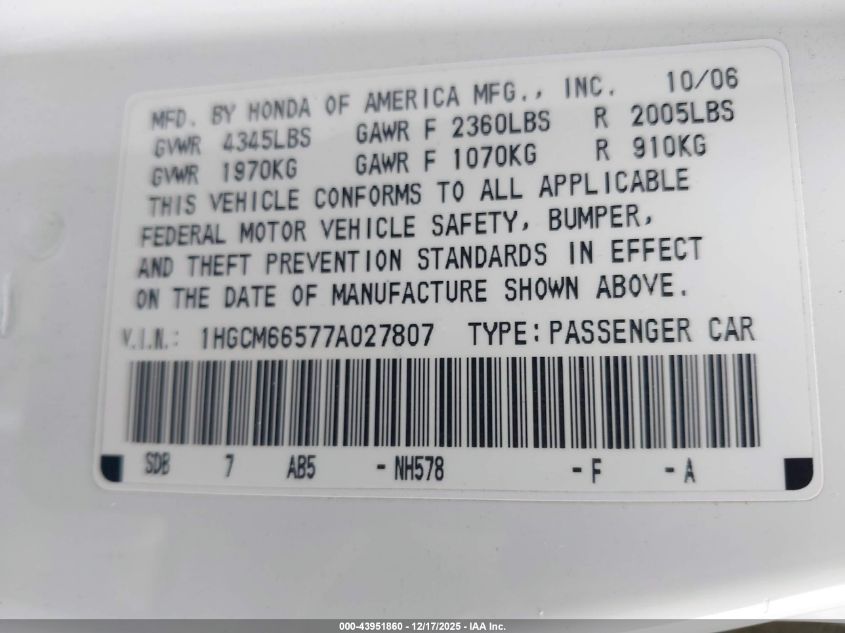 MFD. BY HONDA OF AMERICA MFG., INC. 10/06
GVWR 4345LBS GAWR F 2360LBS R 2005LBS
GVWR 1970KG GAWR F 1070KG R 910KG
THIS VEHICLE CONFORMS TO ALL APPLICABLE
FEDERAL MOTOR VEHICLE SAFETY, BUMPER,
AND THEFT PREVENTION STANDARDS IN EFFECT
ON THE DATE OF MANUFACTURE SHOWN ABOVE.
V.I.N.: 1HGCM66577A027807 TYPE: PASSENGER CAR
SDB 7 AB5 - NH578 - F - A
000-43951860 - 12/17/2025 - IAA Inc.